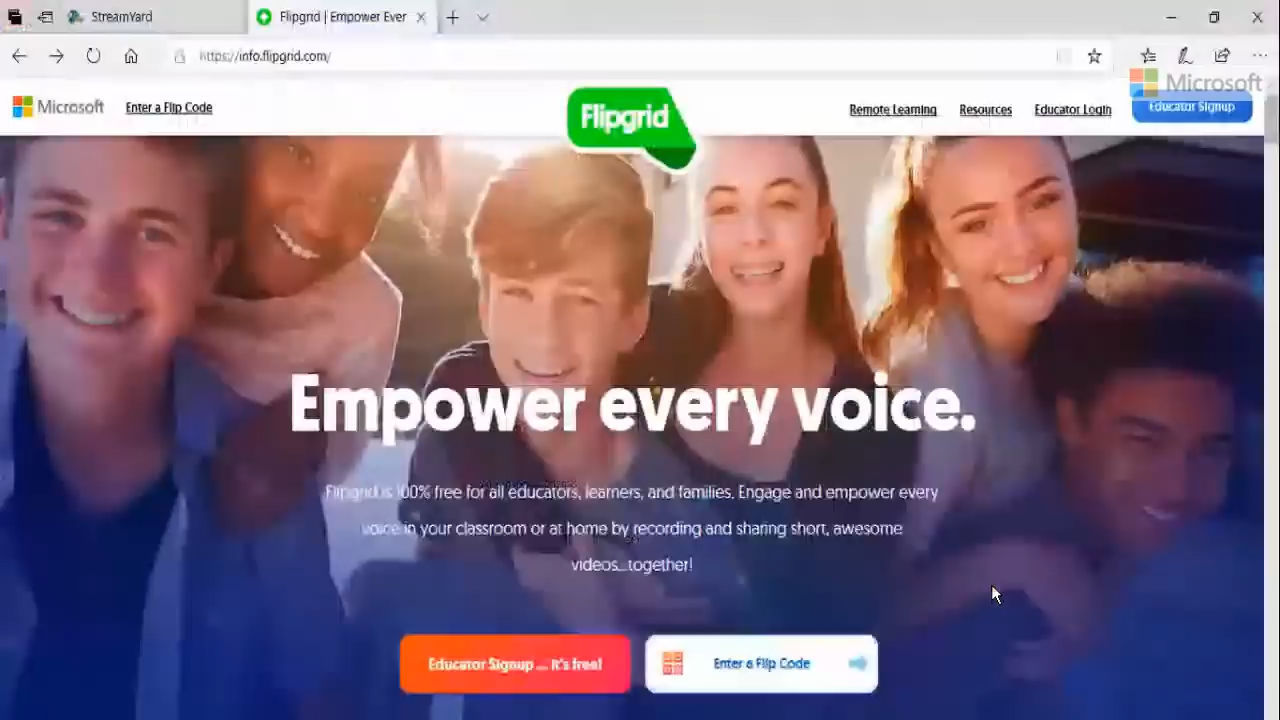 StreamYard
Flipgrid | Empower Ever
https://info.flipgrid.com/
Microsoft
Microsoft
Enter a Flip Code
Flipgrid
Remote Learning
Resources
Educator Login
Educator Signup
Empower every voice.
Flipgrid is 100% free for all educators, learners, and families. Engage and empower every
voice in your classroom or at home by recording and sharing short, awesome
videos...together!
Educator Signup ... it's free!
Enter a Flip Code